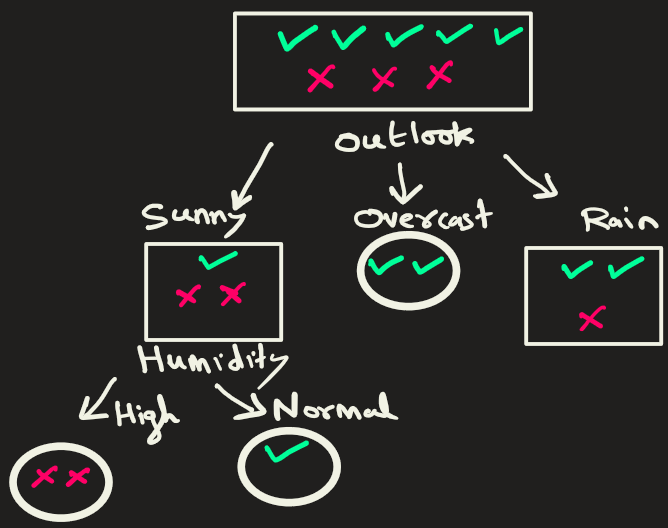 outlook
Sunny
Overcast
Rain
Humidity
High
Normal